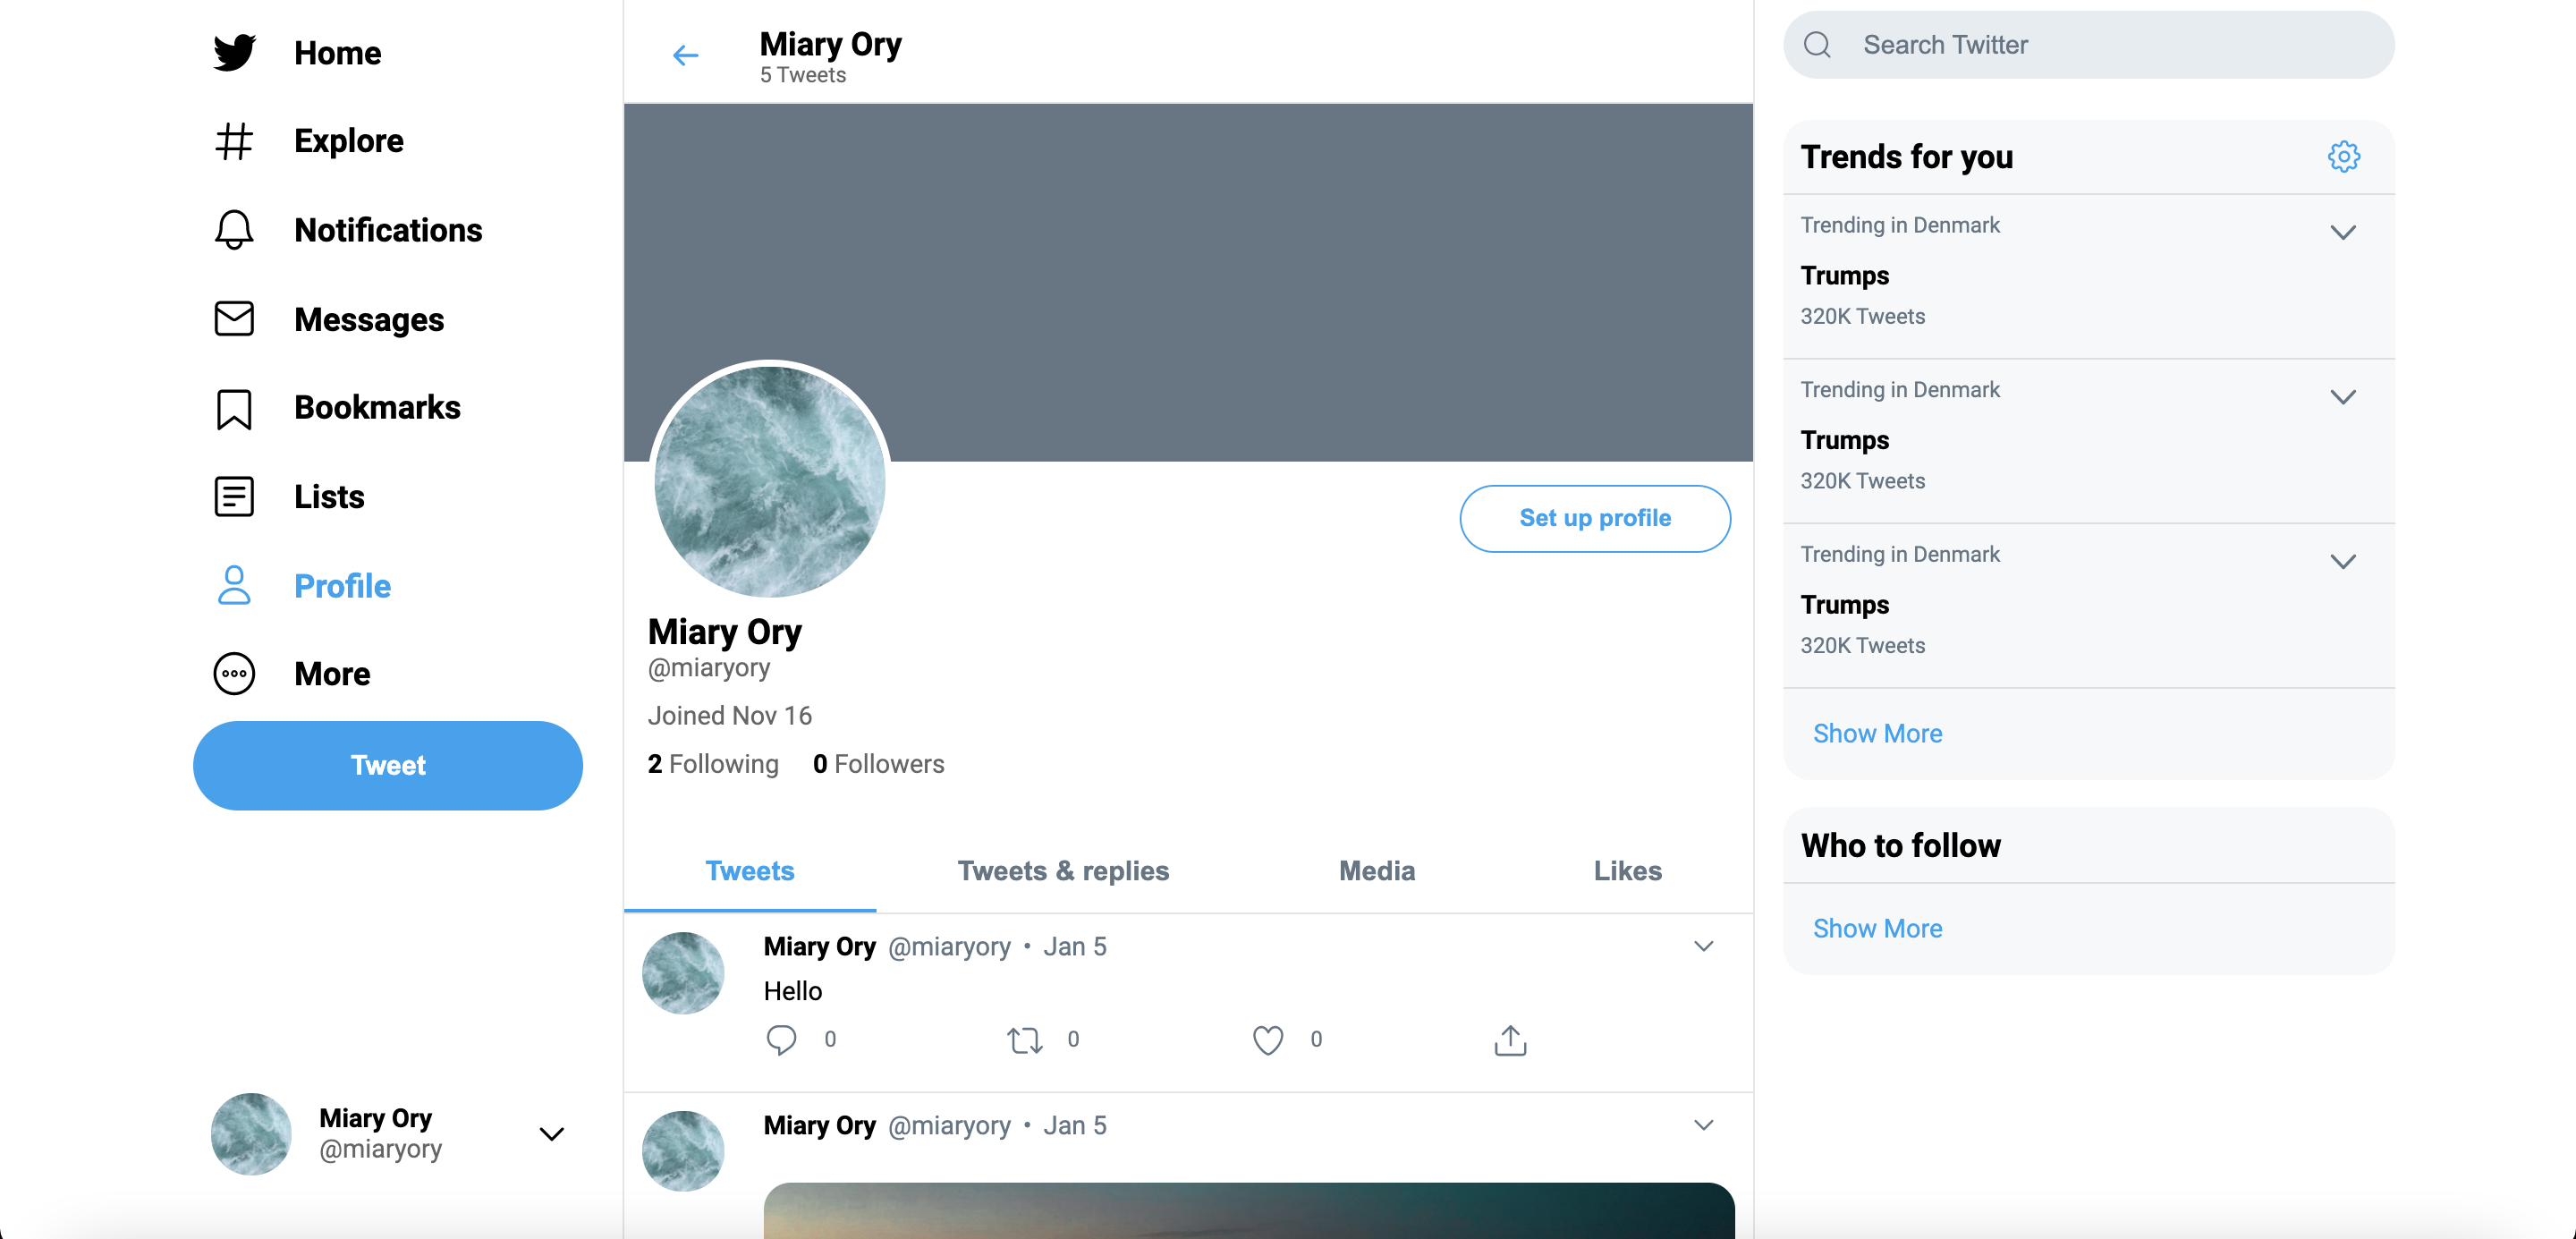 Home
Explore
Notifications
Messages
Bookmarks
Lists
Profile
More
Tweet
Miary Ory
@miaryory
Miary Ory
5 Tweets
Set up profile
Miary Ory
@miaryory
Joined Nov 16
2 Following 0 Followers
Tweets Tweets & replies Media Likes
Miary Ory @miaryory • Jan 5
Hello
0 0 0
Miary Ory @miaryory • Jan 5
Search Twitter
Trends for you
Trending in Denmark
Trumps
320K Tweets
Trending in Denmark
Trumps
320K Tweets
Trending in Denmark
Trumps
320K Tweets
Show More
Who to follow
Show More